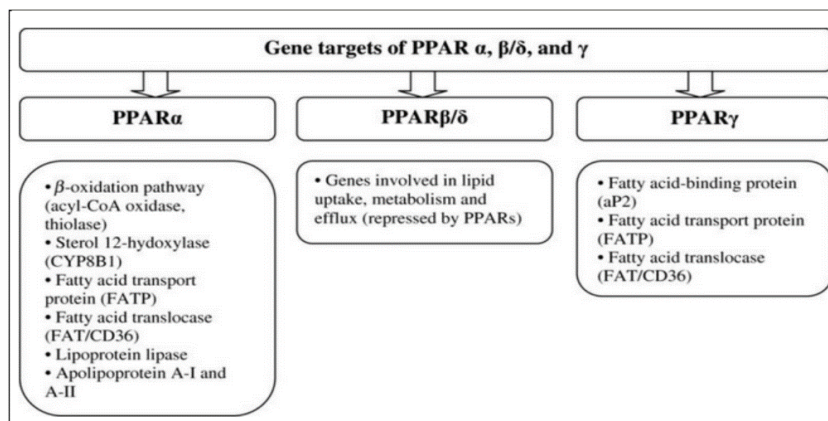 Gene targets of PPAR α, β/δ, and γ
PPARα
PPARβ/δ
PPARγ
• β-oxidation pathway
(acyl-CoA oxidase,
thiolase)
• Sterol 12-hydoxylase
(CYP8B1)
• Fatty acid transport
protein (FATP)
• Fatty acid translocase
(FAT/CD36)
• Lipoprotein lipase
• Apolipoprotein A-I and
A-II
• Genes involved in lipid
uptake, metabolism and
efflux (repressed by PPARs)
• Fatty acid-binding protein
(aP2)
• Fatty acid transport protein
(FATP)
• Fatty acid translocase
(FAT/CD36)